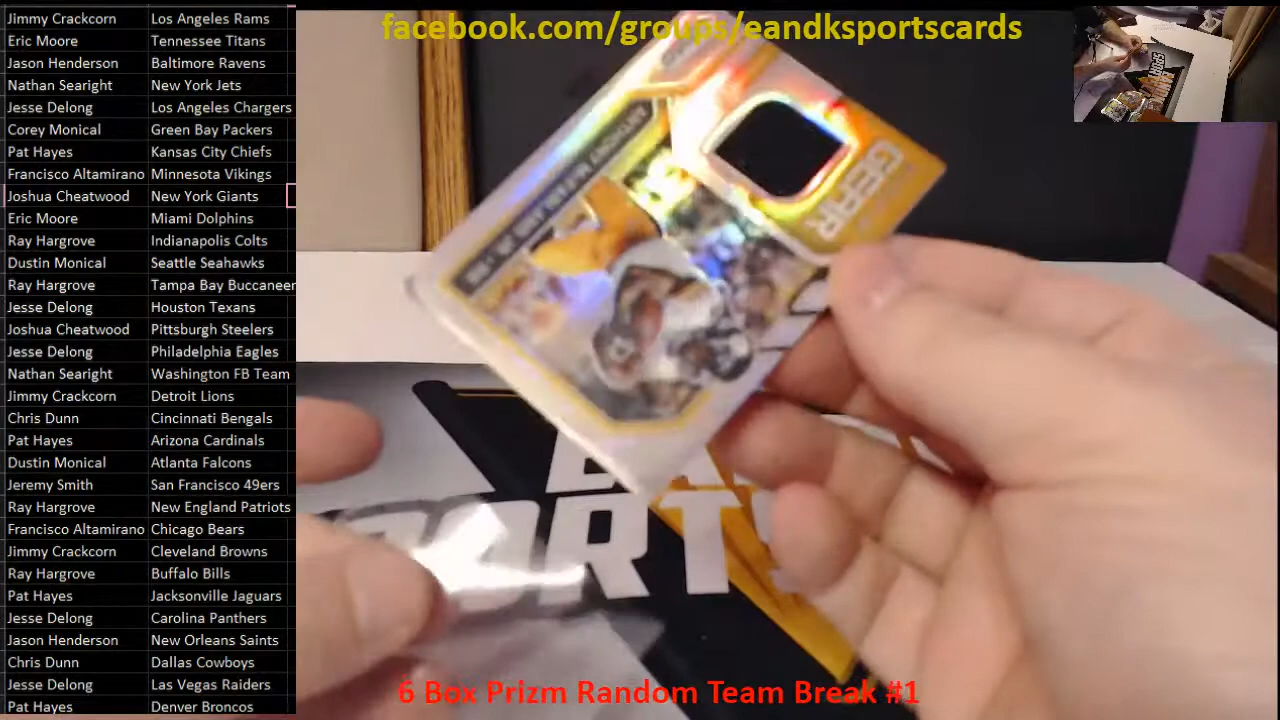 facebook.com/groups/eandksportscards
Jimmy Crackcorn Los Angeles Rams
Eric Moore Tennessee Titans
Jason Henderson Baltimore Ravens
Nathan Searight New York Jets
Jesse Delong Los Angeles Chargers
Corey Monical Green Bay Packers
Pat Hayes Kansas City Chiefs
Francisco Altamirano Minnesota Vikings
Joshua Cheatwood New York Giants
Eric Moore Miami Dolphins
Ray Hargrove Indianapolis Colts
Dustin Monical Seattle Seahawks
Ray Hargrove Tampa Bay Buccaneer
Jesse Delong Houston Texans
Joshua Cheatwood Pittsburgh Steelers
Jesse Delong Philadelphia Eagles
Nathan Searight Washington FB Team
Jimmy Crackcorn Detroit Lions
Chris Dunn Cincinnati Bengals
Pat Hayes Arizona Cardinals
Dustin Monical Atlanta Falcons
Jeremy Smith San Francisco 49ers
Ray Hargrove New England Patriots
Francisco Altamirano Chicago Bears
Jimmy Crackcorn Cleveland Browns
Ray Hargrove Buffalo Bills
Pat Hayes Jacksonville Jaguars
Jesse Delong Carolina Panthers
Jason Henderson New Orleans Saints
Chris Dunn Dallas Cowboys
Jesse Delong Las Vegas Raiders
Pat Hayes Denver Broncos
GEAR
6 Box Prizm Random Team Break #1